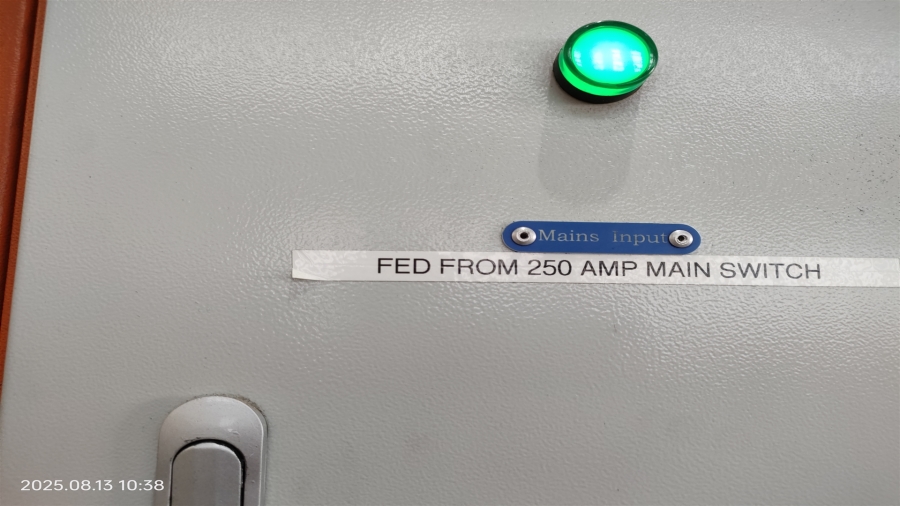 Mains Input
FED FROM 250 AMP MAIN SWITCH
2025.08.13 10:38